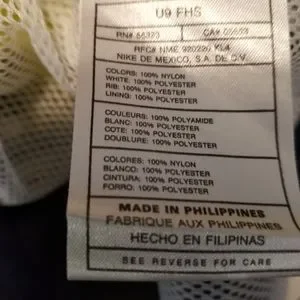 U9 FHS
RN# 56323 CA# 05553
RFC# NME 920220 KL4
NIKE DE MEXICO, S.A. DE C.V.
COLORS: 100% NYLON
WHITE: 100% POLYESTER
RIB: 100% POLYESTER
LINING: 100% POLYESTER
COULEURS: 100% POLYAMIDE
BLANC: 100% POLYESTER
COTE: 100% POLYESTER
DOUBLURE: 100% POLYESTER
COLORES: 100% NYLON
BLANCO: 100% POLYESTER
CINTURA: 100% POLYESTER
FORRO: 100% POLYESTER
MADE IN PHILIPPINES
FABRIQUE AUX PHILIPPINES
HECHO EN FILIPINAS
SEE REVERSE FOR CARE